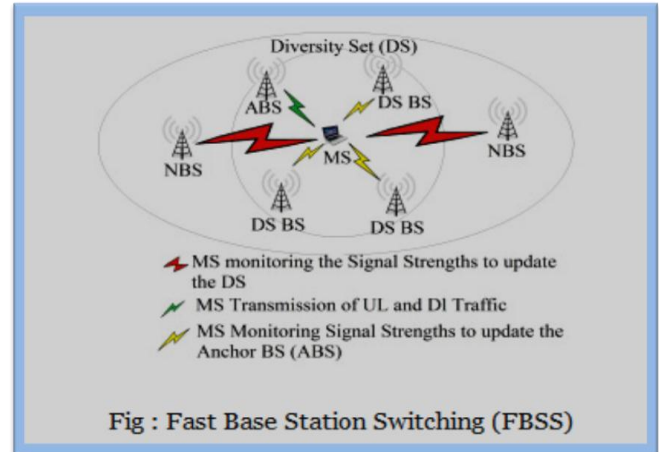 Diversity Set (DS)
ABS
DS BS
NBS
MS
NBS
DS BS
DS BS
MS monitoring the Signal Strengths to update
the DS
MS Transmission of UL and Dl Traffic
MS Monitoring Signal Strengths to update the
Anchor BS (ABS)
Fig : Fast Base Station Switching (FBSS)